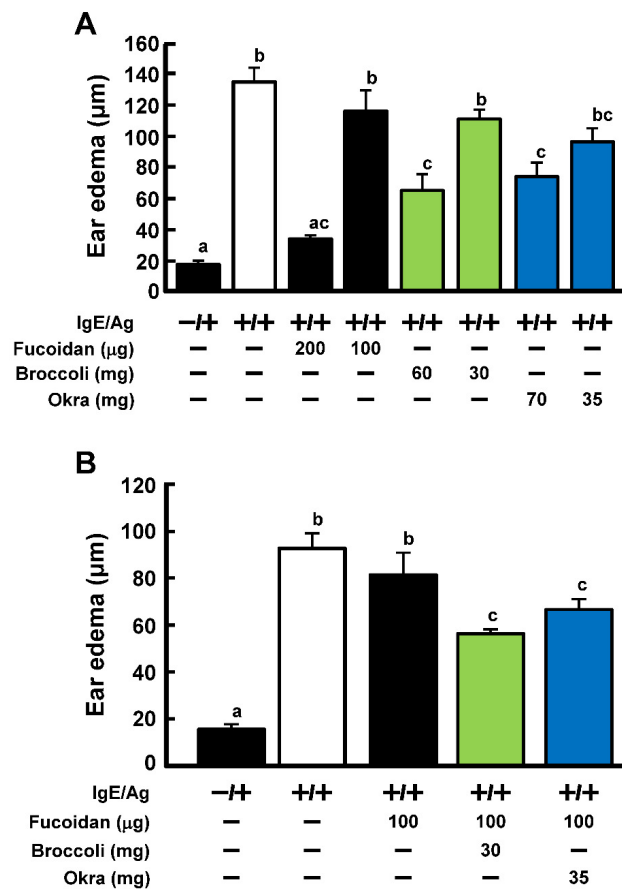 A
Ear edema (µm)
160
140
120
100
80
60
40
20
0
a
b
ac
b
c
b
c
bc
IgE/Ag −/+ +/+ +/+ +/+ +/+ +/+ +/+ +/+
Fucoidan (µg) − − 200 100 − − − −
Broccoli (mg) − − − − 60 30 − −
Okra (mg) − − − − − − 70 35
B
Ear edema (µm)
120
100
80
60
40
20
0
a
b
b
c
c
IgE/Ag −/+ +/+ +/+ +/+ +/+
Fucoidan (µg) − − 100 100 100
Broccoli (mg) − − − 30 −
Okra (mg) − − − − 35